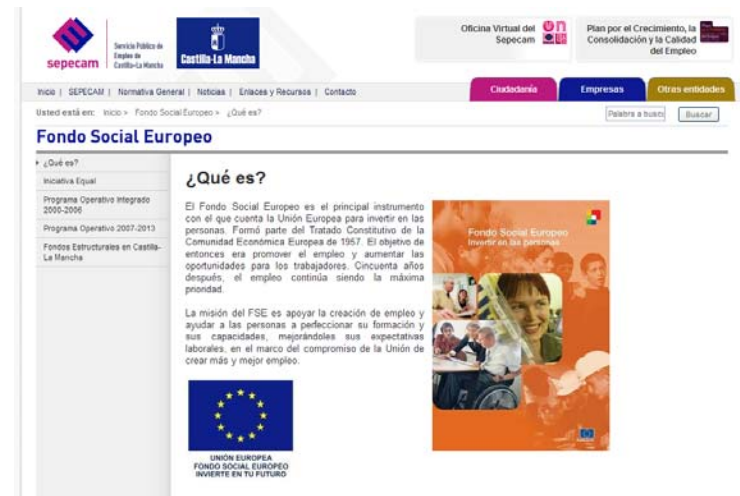 sepecam
Servicio Público de
Empleo de
Castilla-La Mancha
Castilla-La Mancha
Oficina Virtual del
Sepecam
Plan por el Crecimiento, la
Consolidación y la Calidad
del Empleo
Inicio | SEPECAM | Normativa General | Noticias | Enlaces y Recursos | Contacto
Ciudadanía
Empresas
Otras entidades
Usted está en: Inicio > Fondo Social Europeo > ¿Qué es?
Palabra a busca
Buscar
Fondo Social Europeo
¿Qué es?
Iniciativa Equal
Programa Operativo Integrado
2000-2006
Programa Operativo 2007-2013
Fondos Estructurales en Castilla-
La Mancha
¿Qué es?
El Fondo Social Europeo es el principal instrumento
con el que cuenta la Unión Europea para invertir en las
personas. Formó parte del Tratado Constitutivo de la
Comunidad Económica Europea de 1957. El objetivo de
entonces era promover el empleo y aumentar las
oportunidades para los trabajadores. Cincuenta años
después, el empleo continúa siendo la máxima
prioridad.
La misión del FSE es apoyar la creación de empleo y
ayudar a las personas a perfeccionar su formación y
sus capacidades, mejorándoles sus expectativas
laborales, en el marco del compromiso de la Unión de
crear más y mejor empleo.
Fondo Social Europeo
Invertir en las personas
UNIÓN EUROPEA
FONDO SOCIAL EUROPEO
INVIERTE EN TU FUTURO